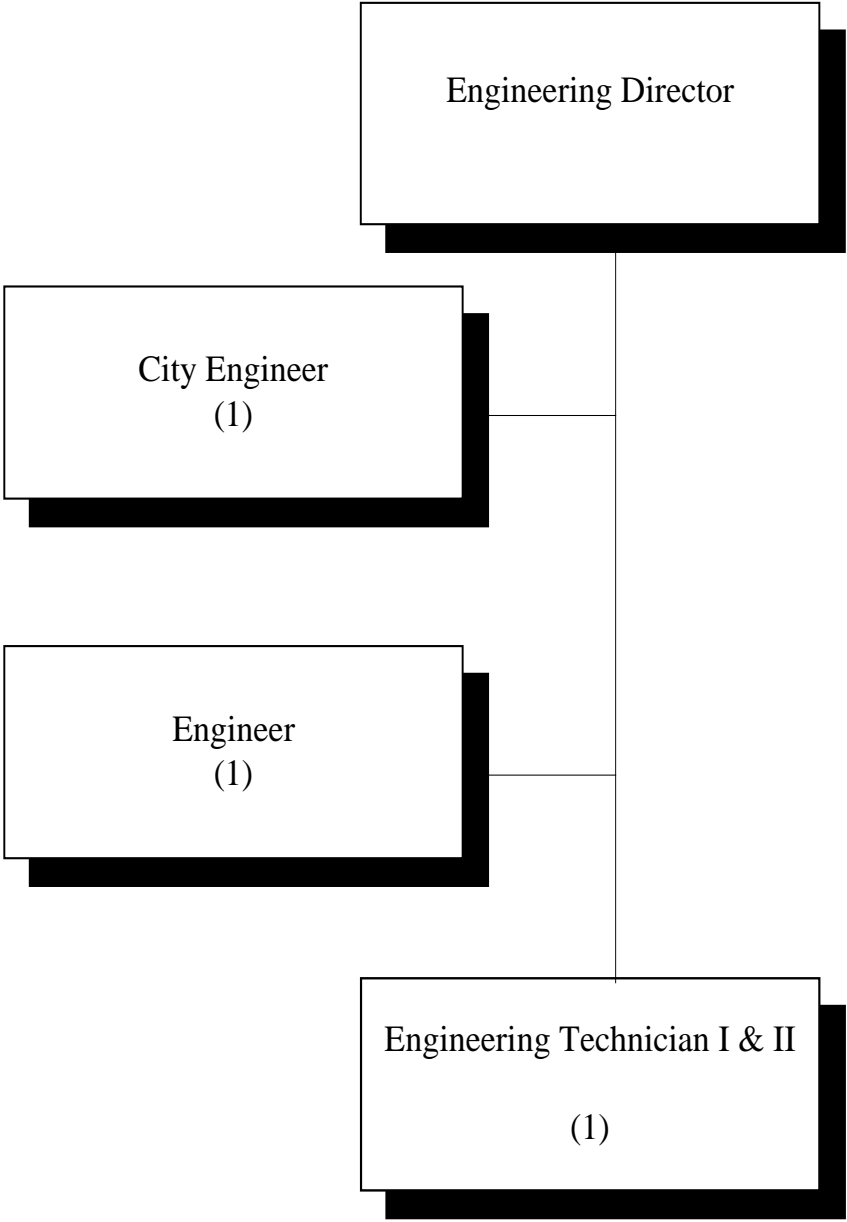 Engineering Director
City Engineer
(1)
Engineer
(1)
Engineering Technician I & II
(1)